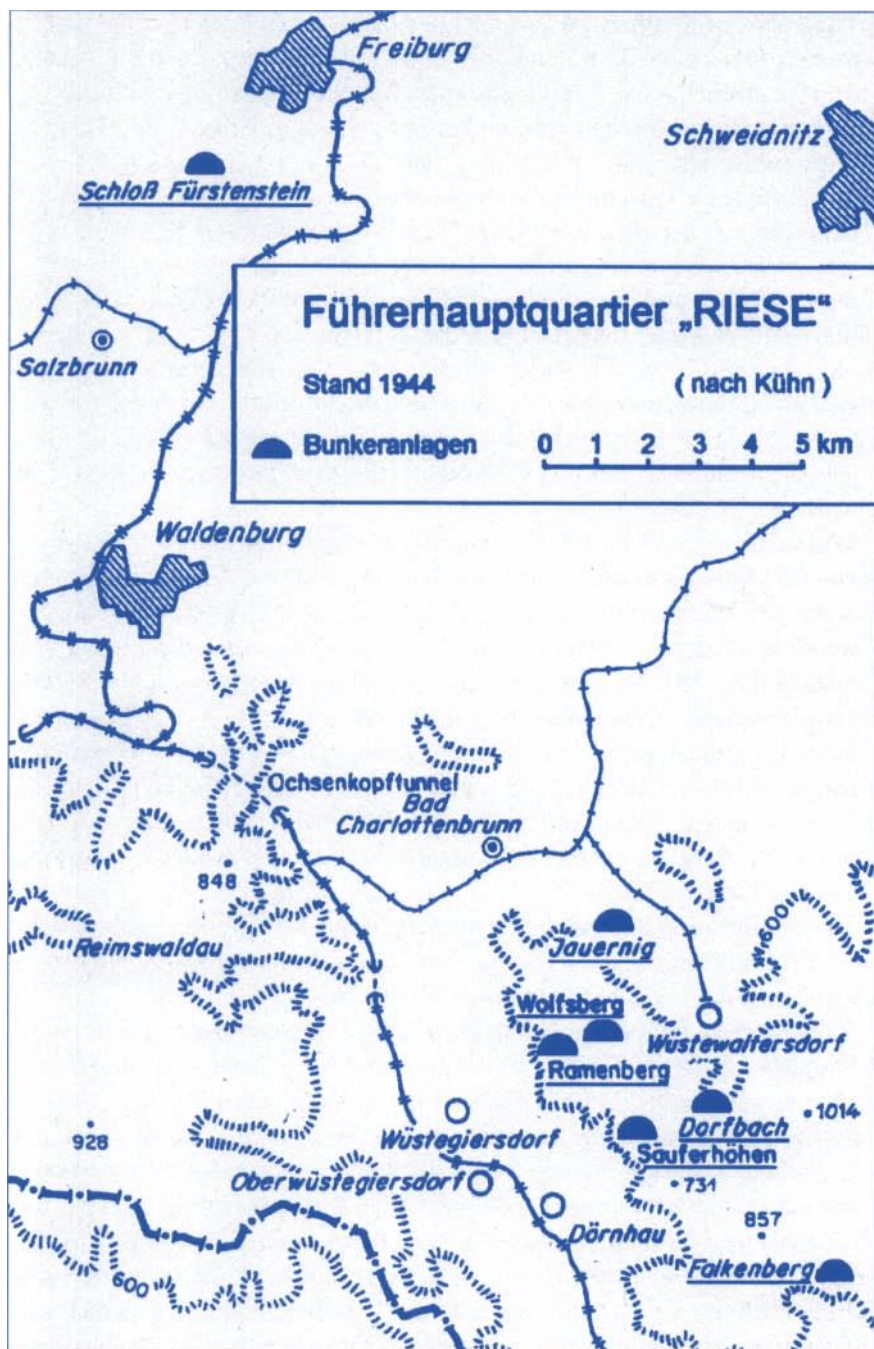 Freiburg
Schweidnitz
Schloß Fürstenstein
Führerhauptquartier „RIESE“
Stand 1944 ( nach Kühn )
Bunkeranlagen 0 1 2 3 4 5 km
Salzbrunn
Waldenburg
Ochsenkopftunnel
Bad
Charlottenbrunn
848
600
Reimswaldau
Jauernig
Wolfsberg
Wüstewaltersdorf
Ramenberg
1014
Dorfbach
928
Wüstegiersdorf
Säuferhöhen
Oberwüstegiersdorf
731
857
Dörnhau
600
Falkenberg